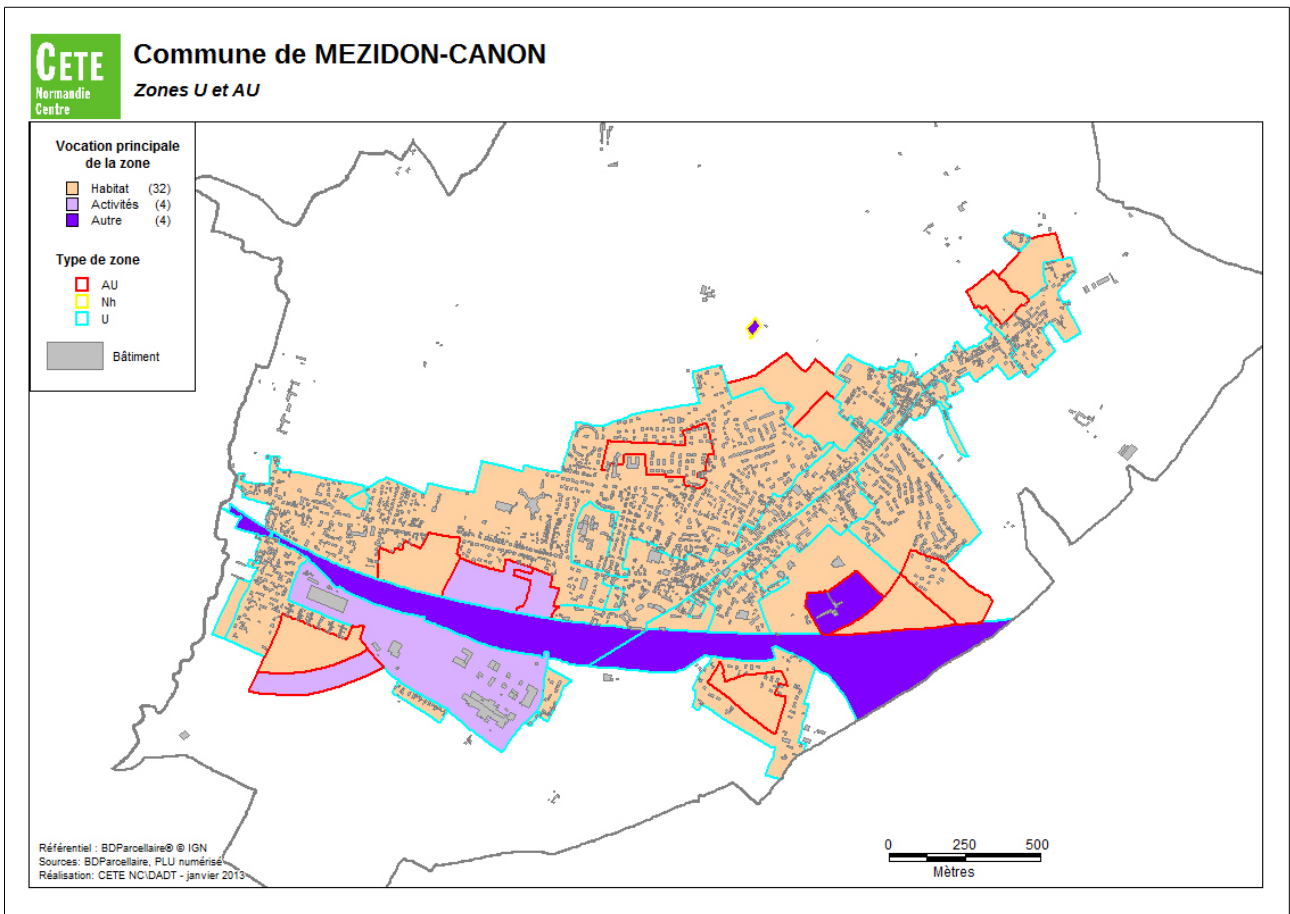 CETE
Normandie
Centre
Commune de MEZIDON-CANON
Zones U et AU
Vocation principale
de la zone
Habitat (32)
Activités (4)
Autre (4)
Type de zone
AU
Nh
U
Bâtiment
Référentiel : BDParcellaire® © IGN
Sources: BDParcellaire, PLU numérisé
Réalisation: CETE NC\DADT - janvier 2013
0 250 500
Mètres